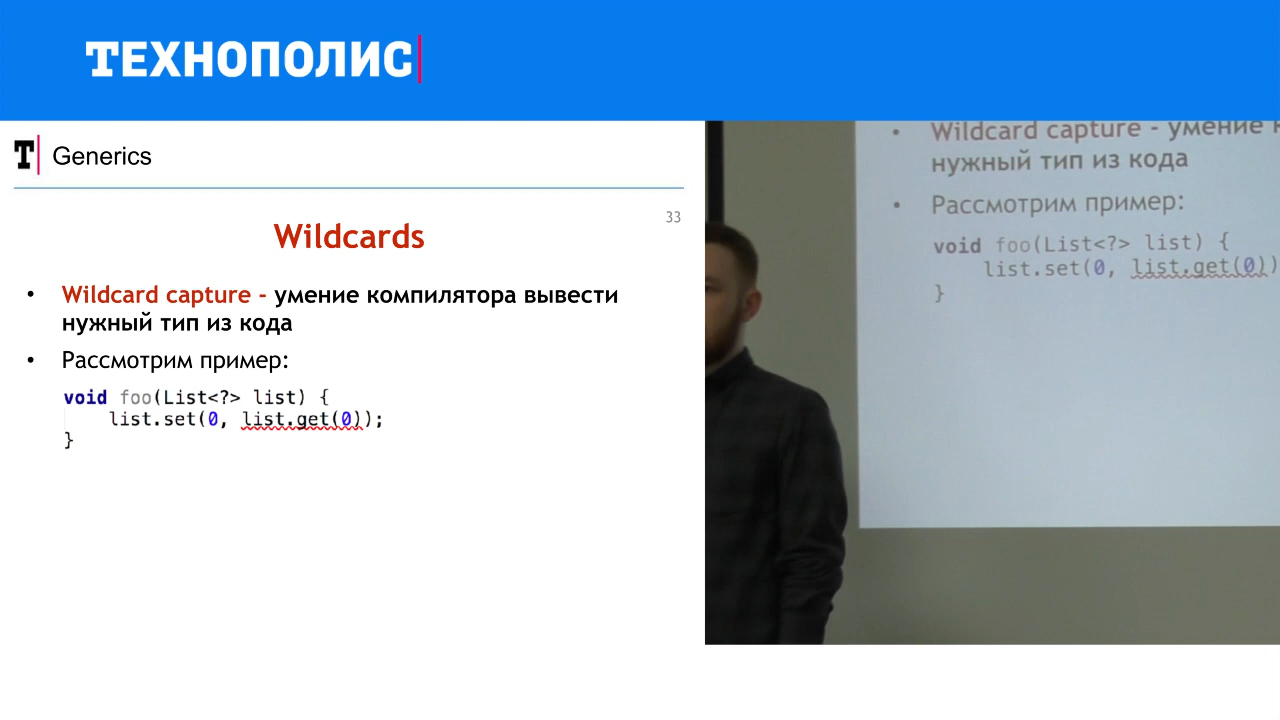 ТЕХНОПОЛИС
T Generics
33
Wildcards
• Wildcard capture - умение компилятора вывести
нужный тип из кода
• Рассмотрим пример:
void foo(List<?> list) {
list.set(0, list.get(0));
}
• Wildcard capture - умение
нужный тип из кода
• Рассмотрим пример:
void foo(List<?> list) {
list.set(0, list.get(0))
}